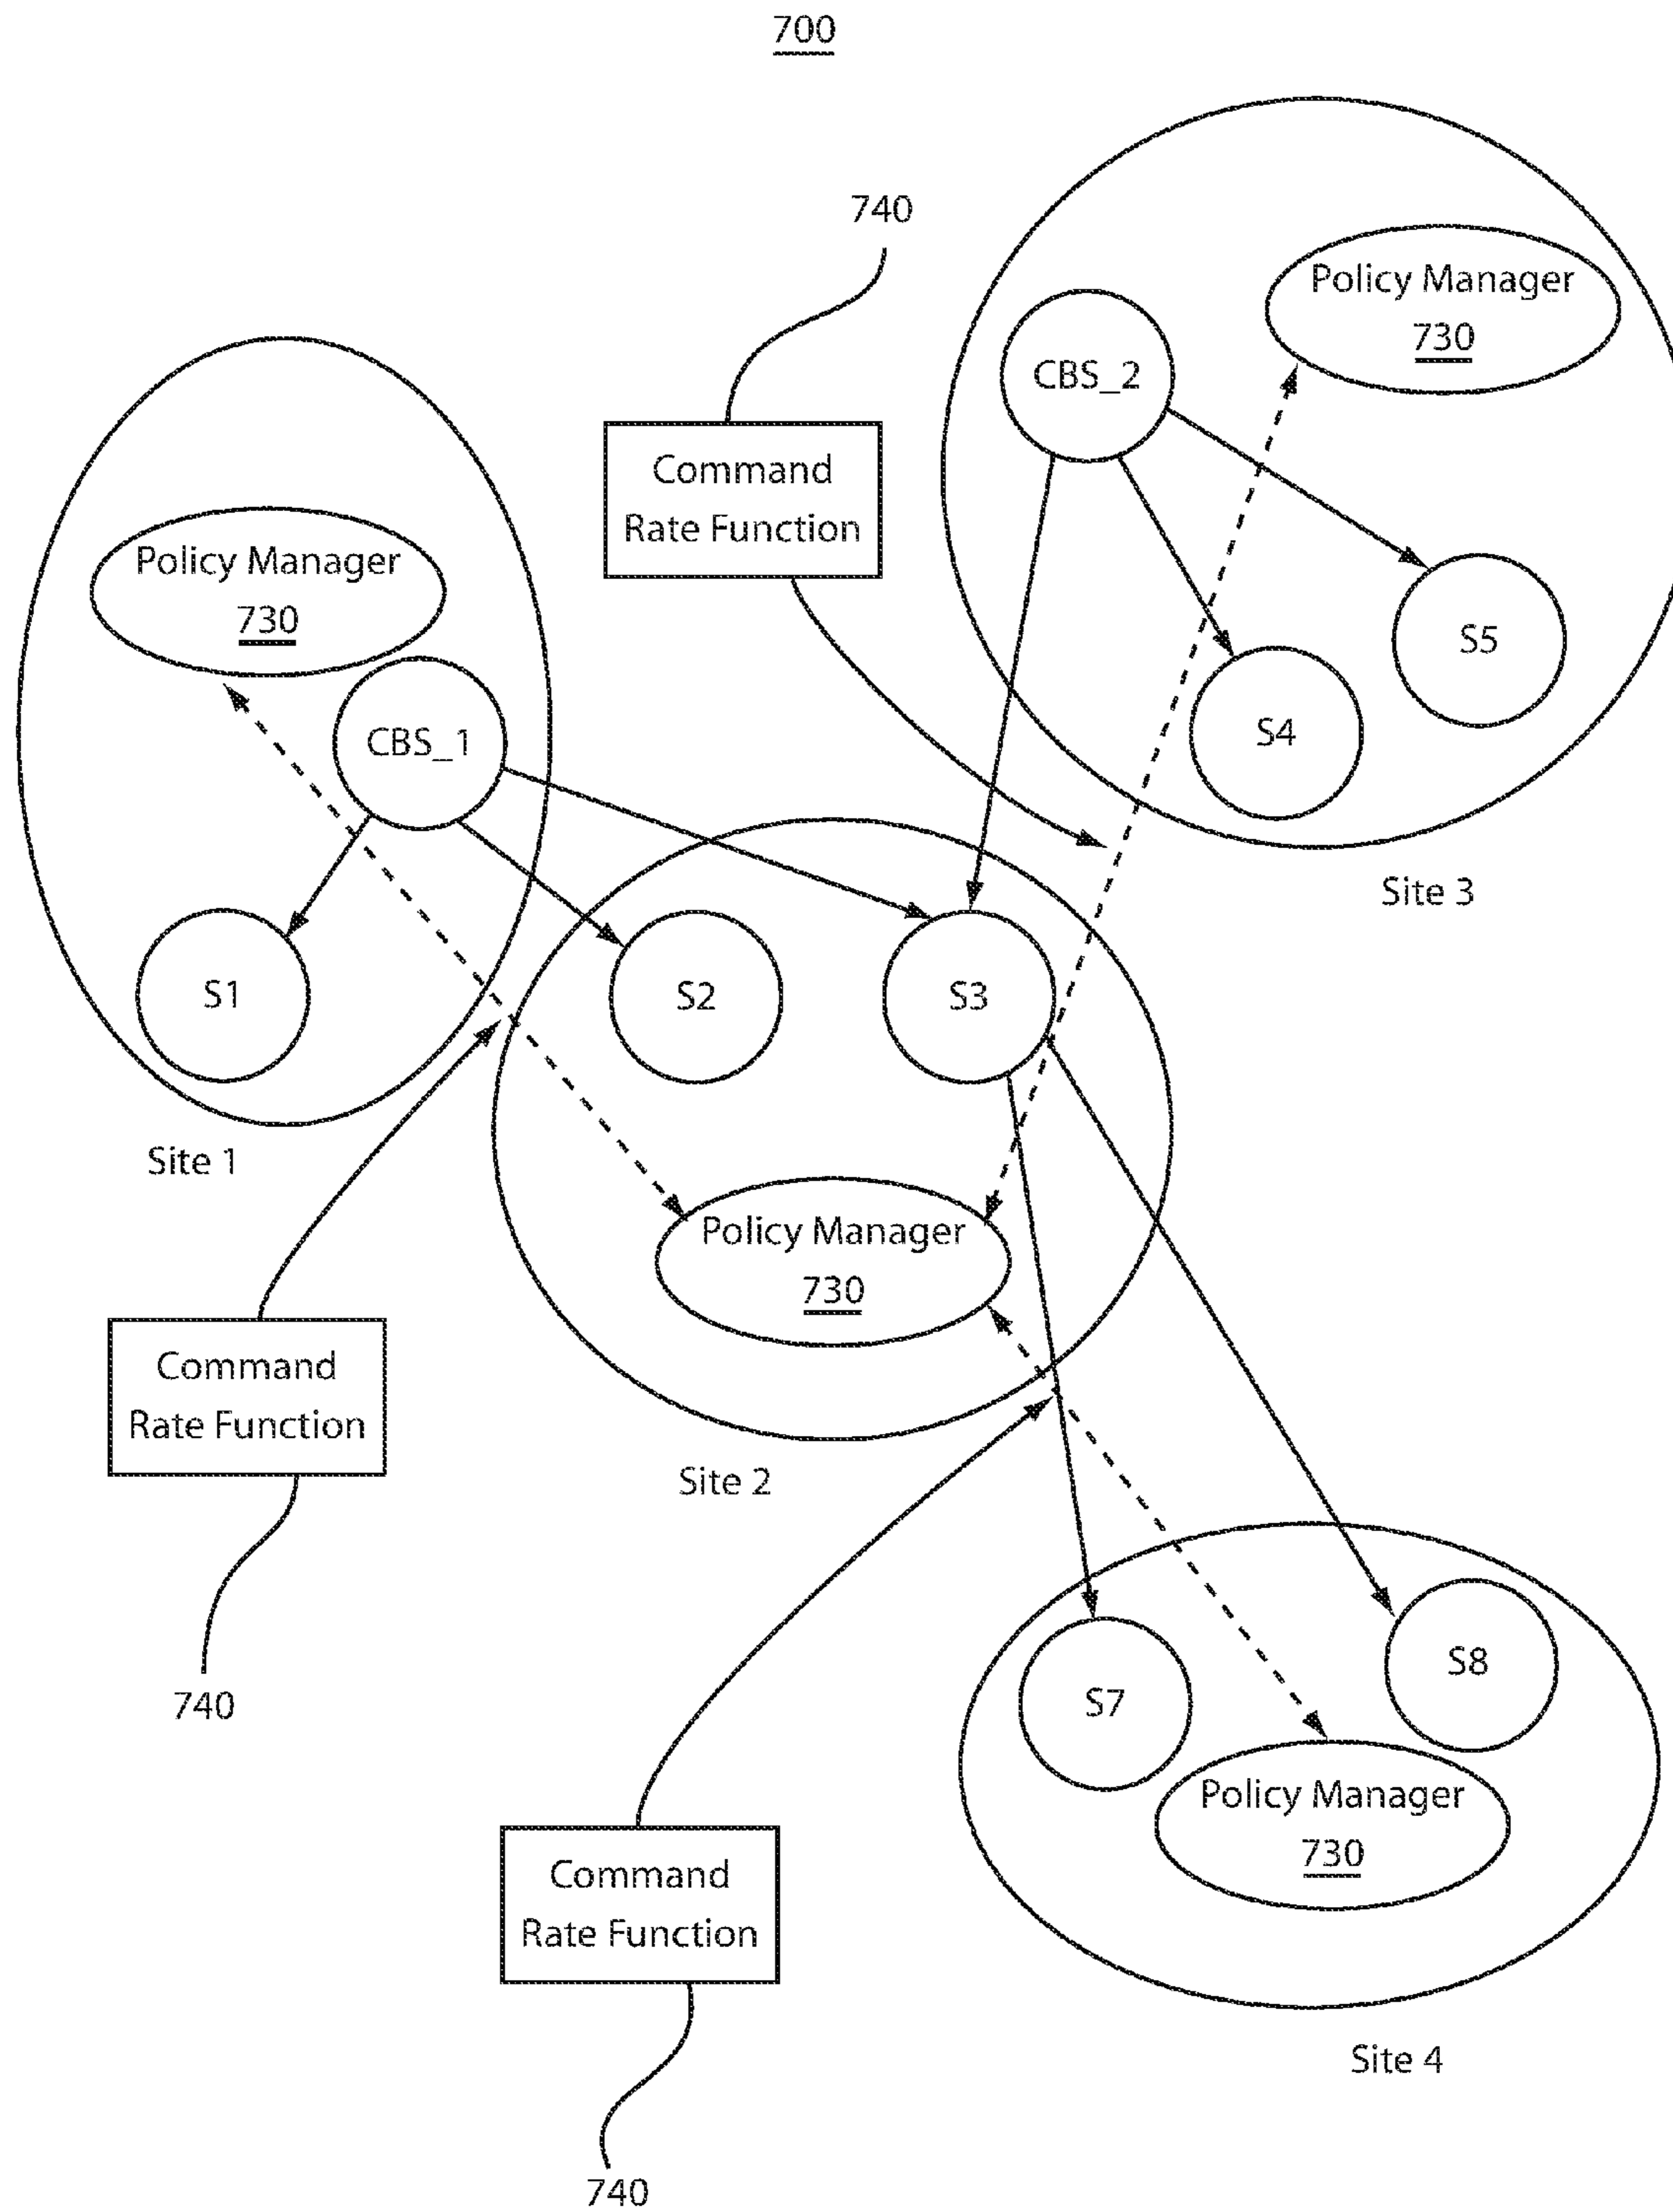 700
740
Policy Manager
730
CBS_2
Command
Rate Function
Policy Manager
730
S5
CBS_1
S4
Site 3
S1
S2
S3
Site 1
Policy Manager
730
Command
Rate Function
Site 2
S8
740
S7
Policy Manager
730
Command
Rate Function
Site 4
740